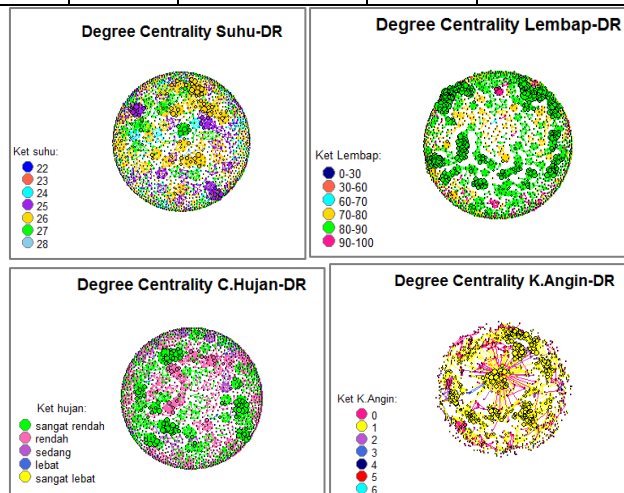 Degree Centrality Suhu-DR
Ket suhu:
22
23
24
25
26
27
28
Degree Centrality Lembap-DR
Ket Lembap:
0-30
30-60
60-70
70-80
80-90
90-100
Degree Centrality C.Hujan-DR
Ket hujan:
sangat rendah
rendah
sedang
lebat
sangat lebat
Degree Centrality K.Angin-DR
Ket K.Angin:
0
1
2
3
4
5
6